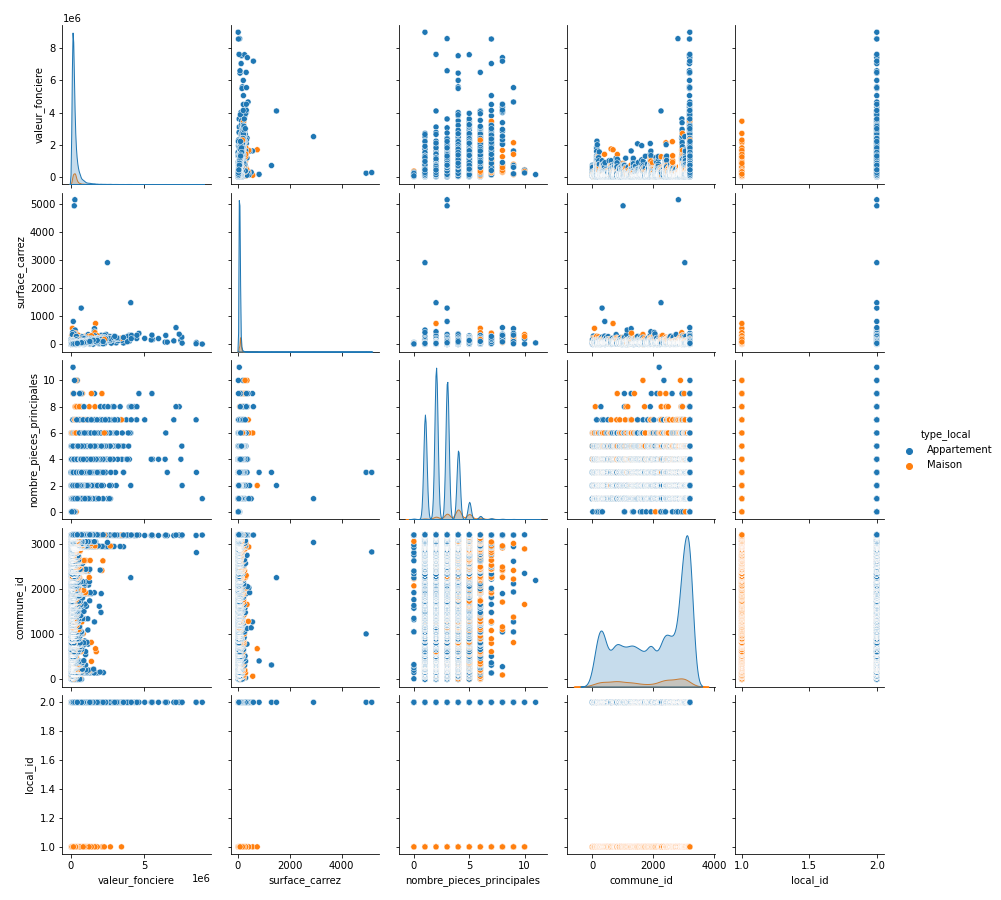 1e6
valeur_fonciere
8
6
4
2
0
surface_carrez
5000
4000
3000
2000
1000
0
nombre_pieces_principales
10
8
6
4
2
0
type_local
Appartement
Maison
commune_id
3000
2000
1000
0
local_id
2.0
1.8
1.6
1.4
1.2
1.0
0 5 1e6
0 2000 4000
0 5 10
0 2000 4000
1.0 1.5 2.0
valeur_fonciere
surface_carrez
nombre_pieces_principales
commune_id
local_id